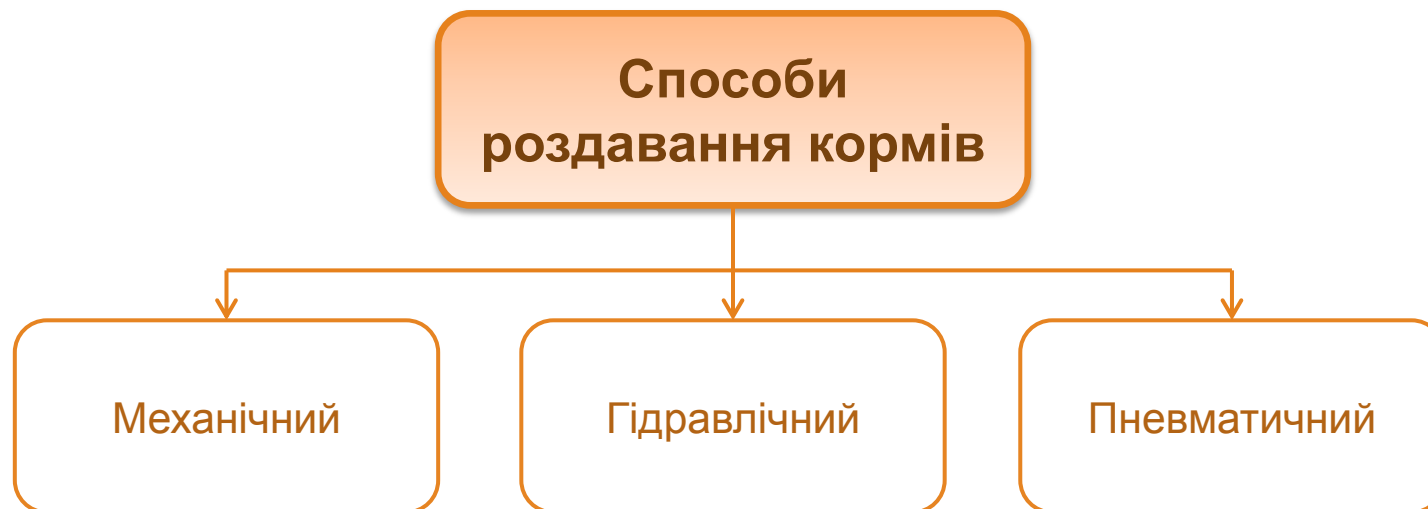 Способи
роздавання кормів
Механічний
Гідравлічний
Пневматичний